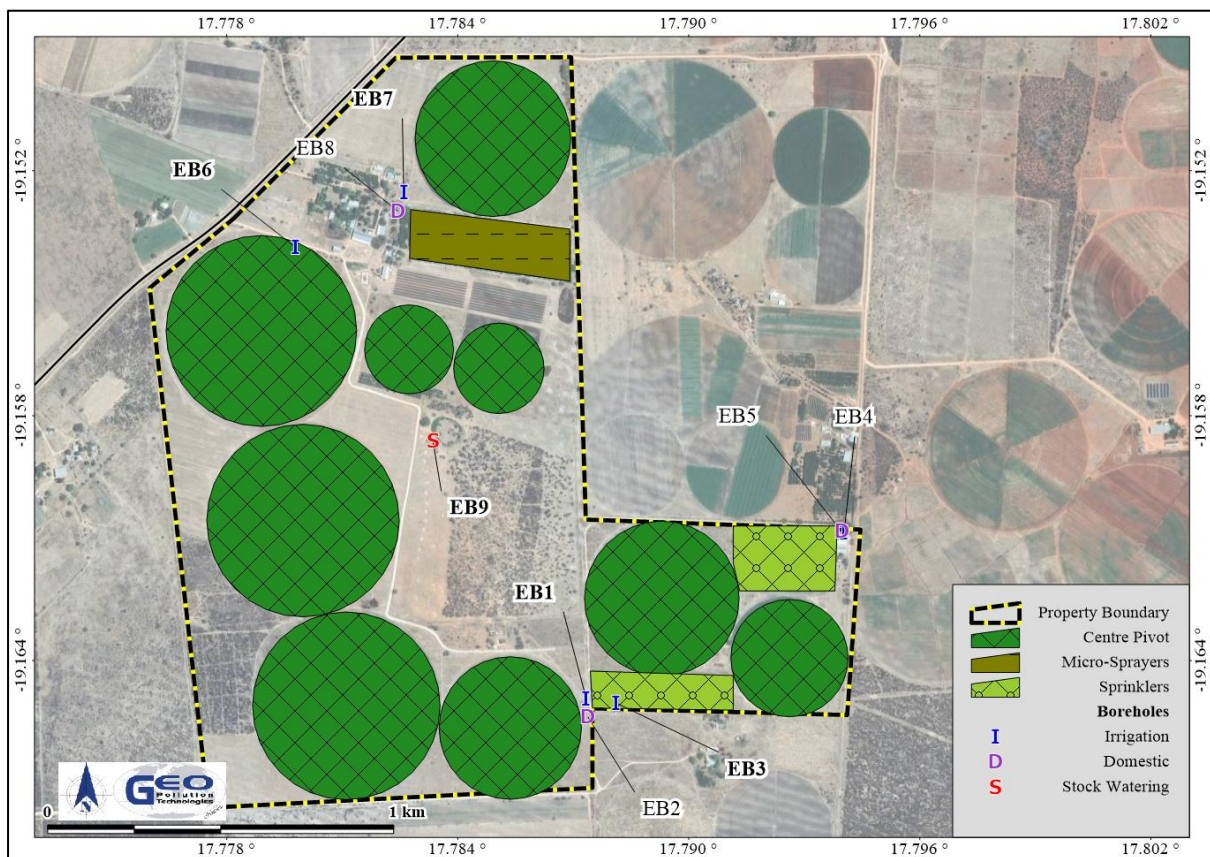 17.778 °
17.784 °
17.790 °
17.796 °
17.802 °
-19.152 °
-19.152 °
-19.158 °
-19.158 °
-19.164 °
-19.164 °
EB7
EB8
EB6
I
D
I
EB5
EB4
S
EB9
D
EB1
I
I
D
EB3
EB2
Property Boundary
Centre Pivot
Micro-Sprayers
Sprinklers
Boreholes
I Irrigation
D Domestic
S Stock Watering
N
GEO
Pollution
Technologies
0 1 km
17.778 °
17.784 °
17.790 °
17.796 °
17.802 °